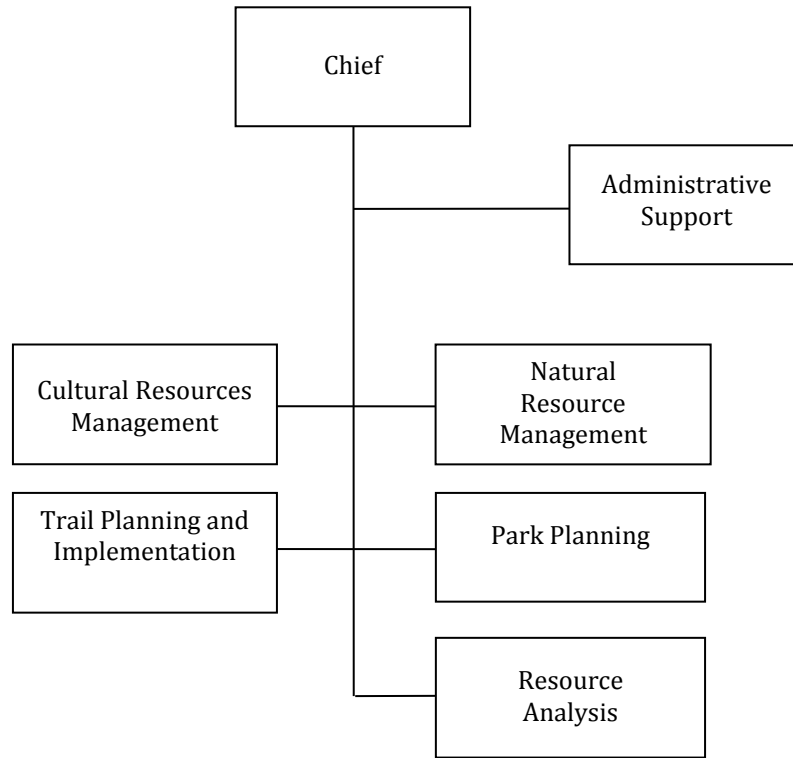 Chief
Administrative
Support
Cultural Resources
Management
Natural
Resource
Management
Trail Planning and
Implementation
Park Planning
Resource
Analysis